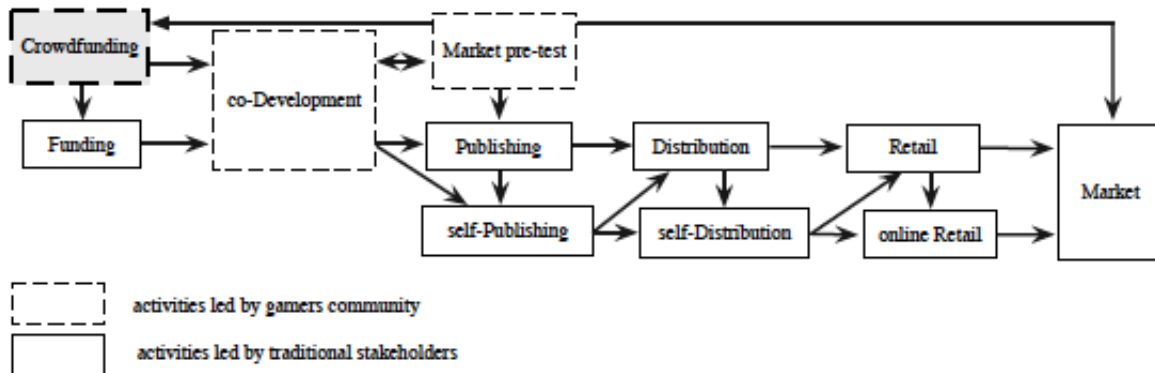 Crowdfunding
Market pre-test
co-Development
Funding
Publishing
Distribution
Retail
Market
self-Publishing
self-Distribution
online Retail
activities led by gamers community
activities led by traditional stakeholders